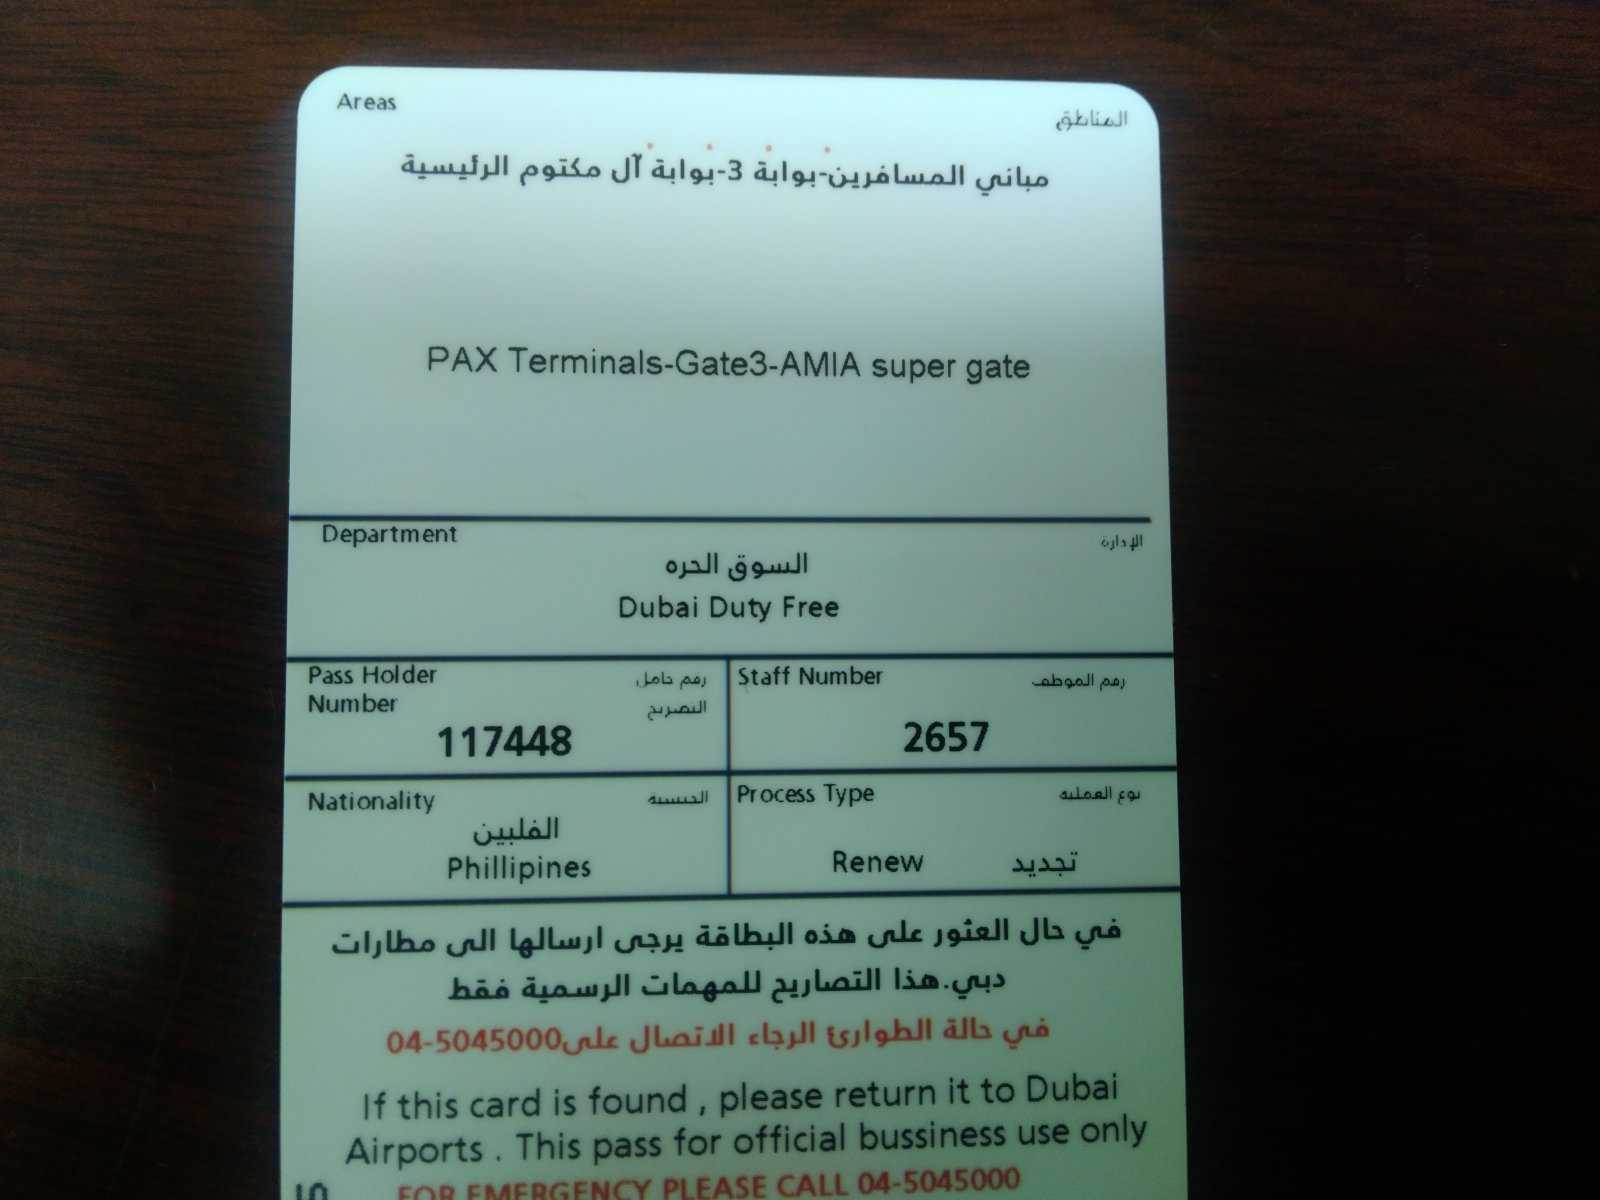 Areas
المناطق
مباني المسافرين-بوابة 3-بوابة آل مكتوم الرئيسية
PAX Terminals-Gate3-AMIA super gate
Department
الإدارة
السوق الحره
Dubai Duty Free
Pass Holder
Number
رقم حامل
التصريح
117448
Staff Number
رقم الموظف
2657
Nationality
الجنسية
الفلبين
Phillipines
Process Type
نوع العملية
Renew تجديد
في حال العثور على هذه البطاقة يرجى ارسالها الى مطارات
دبي.هذا التصاريح للمهمات الرسمية فقط
في حالة الطوارئ الرجاء الاتصال على04-5045000
If this card is found , please return it to Dubai
Airports . This pass for official bussiness use only
FOR EMERGENCY PLEASE CALL 04-5045000